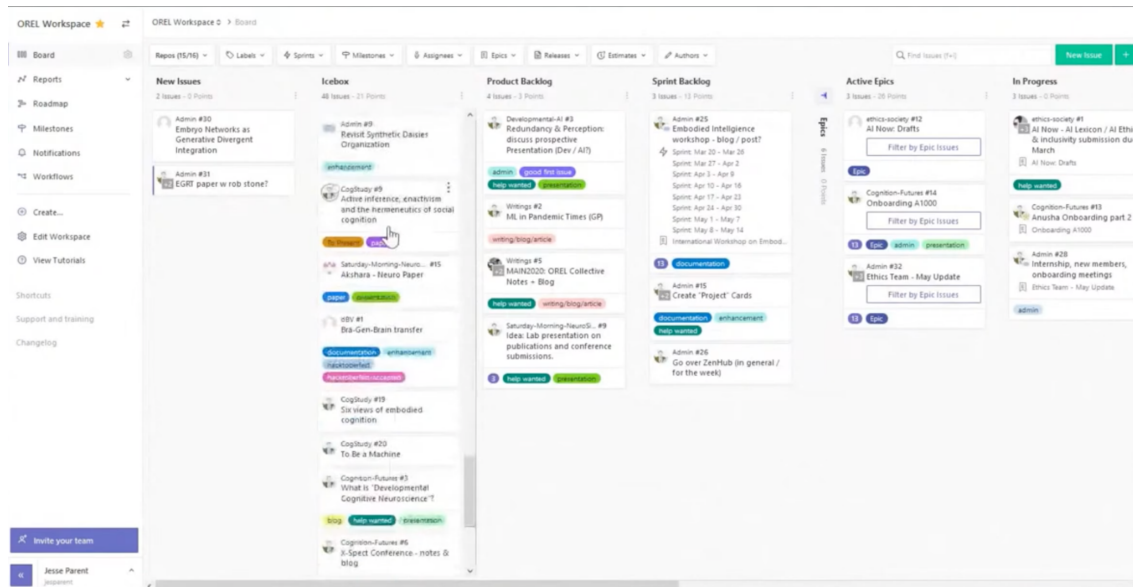 OREL Workspace
OREL Workspace > Board
Board
Reports
Roadmap
Milestones
Notifications
Workflows
Create...
Edit Workspace
View Tutorials
Shortcuts
Support and training
Changelog
Invite your team
Jesse Parent
jesparent
Repos (15/16)
Labels
Sprints
Milestones
Assignees
Epics
Releases
Estimates
Authors
Find Issues
New Issue
New Issues
2 Issues - 0 Points
Admin #30
Embryo Networks as
Generative Divergent
Integration
Admin #31
EGRT paper w rob stone?
Icebox
48 Issues - 21 Points
Admin #9
Revisit Synthetic Daisier
Organization
enhancement
CogStudy #9
Active inference, enactivism
and the hermeneutics of social
cognition
To Present
Saturday-Morning-Neuro... #15
Akshara - Neuro Paper
paper presentation
#1
Bra-Gen-Brain transfer
documentation enhancement
hacktoberfest
hacktoberfest-accepted
CogStudy #19
Six views of embodied
cognition
CogStudy #20
To Be a Machine
Cognition-Futures #3
What Is "Developmental
Cognitive Neuroscience"?
blog help wanted presentation
Cognition-Futures #6
X-Spect Conference - notes &
blog
Product Backlog
4 Issues - 3 Points
Developmental-AI #3
Redundancy & Perception:
discuss prospective
Presentation (Dev / AI?)
admin good first issue
help wanted presentation
Writings #2
ML in Pandemic Times (GP)
writing/blog/article
Writings #5
MAIN2020: OREL Collective
Notes + Blog
help wanted writing/blog/article
Saturday-Morning-NeuroSi... #9
Idea: Lab presentation on
publications and conference
submissions.
2 help wanted presentation
Sprint Backlog
3 Issues - 13 Points
Admin #25
Embodied Intellgience
workshop - blog / post?
Sprint: Mar 20 - Mar 26
Sprint: Mar 27 - Apr 2
Sprint: Apr 3 - Apr 9
Sprint: Apr 10 - Apr 16
Sprint: Apr 17 - Apr 23
Sprint: Apr 24 - Apr 30
Sprint: May 1 - May 7
Sprint: May 8 - May 14
International Workshop on Embod...
13 documentation
Admin #15
Create "Project" Cards
documentation enhancement
help wanted
Admin #26
Go over ZenHub (in general /
for the week)
Epics 6 Issues 0 Points
Active Epics
3 Issues - 26 Points
ethics-society #12
AI Now: Drafts
Filter by Epic Issues
Epic
Cognition-Futures #14
Onboarding A1000
Filter by Epic Issues
13 Epic admin presentation
Admin #32
Ethics Team - May Update
Filter by Epic Issues
13 Epic
In Progress
3 Issues - 0 Points
ethics-society #1
AI Now - AI Lexicon / AI Ethi
& inclusivity submission du
March
AI Now: Drafts
help wanted
Cognition-Futures #13
Anusha Onboarding part 2
Onboarding A1000
Admin #28
Internship, new members,
onboarding meetings
Ethics Team - May Update
admin